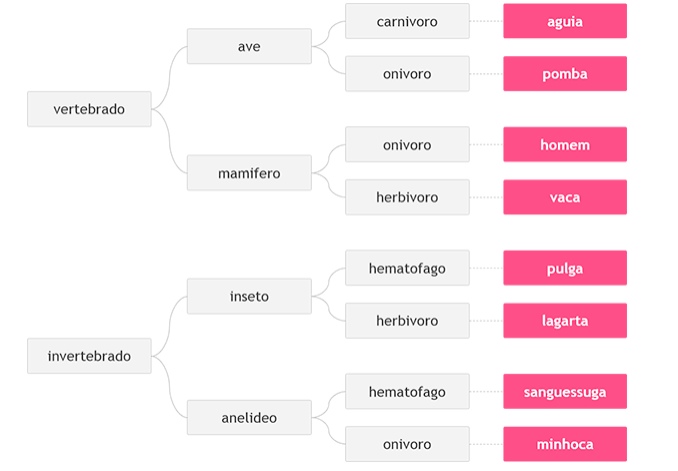 carnivoro aguia
ave
onivoro pomba
vertebrado
onivoro homem
mamifero
herbivoro vaca
hematofago pulga
inseto
herbivoro lagarta
invertebrado
hematofago sanguessuga
anelideo
onivoro minhoca